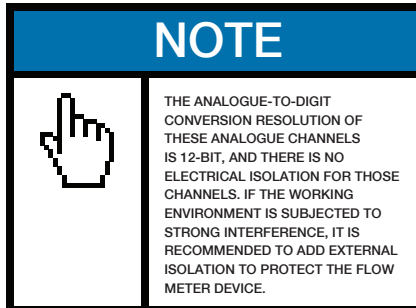 NOTE
THE ANALOGUE-TO-DIGIT
CONVERSION RESOLUTION OF
THESE ANALOGUE CHANNELS
IS 12-BIT, AND THERE IS NO
ELECTRICAL ISOLATION FOR THOSE
CHANNELS. IF THE WORKING
ENVIRONMENT IS SUBJECTED TO
STRONG INTERFERENCE, IT IS
RECOMMENDED TO ADD EXTERNAL
ISOLATION TO PROTECT THE FLOW
METER DEVICE.